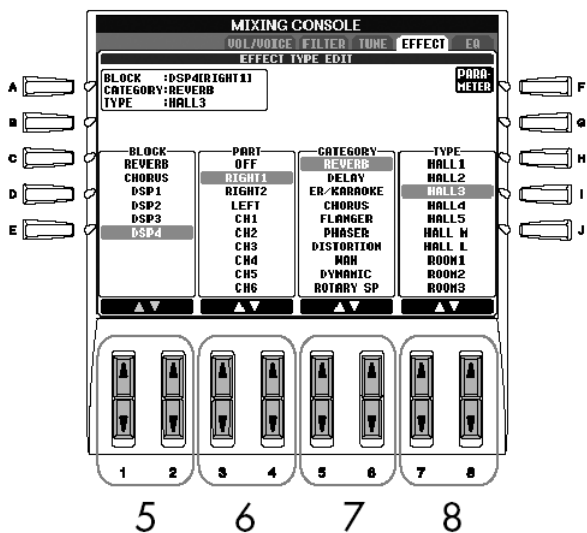 MIXING CONSOLE
VOL/VOICE FILTER TUNE EFFECT EQ
EFFECT TYPE EDIT
BLOCK :DSP4[RIGHT1]
CATEGORY:REVERB
TYPE :HALL3
PARA-
METER
A F
B G
C H
D I
E J
BLOCK PART CATEGORY TYPE
REVERB OFF REVERB HALL1
CHORUS RIGHT1 DELAY HALL2
DSP1 RIGHT2 ER/KARAOKE HALL3
DSP2 LEFT CHORUS HALL4
DSP3 CH1 FLANGER HALL5
DSP4 CH2 PHASER HALL M
CH3 DISTORTION HALL L
CH4 WAH ROOM1
CH5 DYNAMIC ROOM2
CH6 ROTARY SP ROOM3
1 2 3 4 5 6 7 8
5 6 7 8